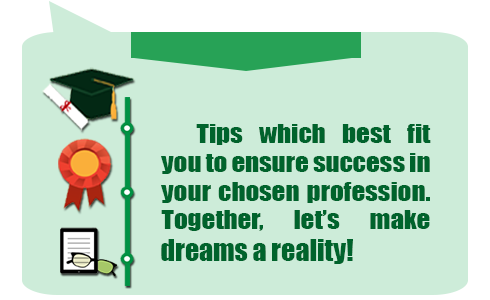 Tips which best fit
you to ensure success in
your chosen profession.
Together, let's make
dreams a reality!